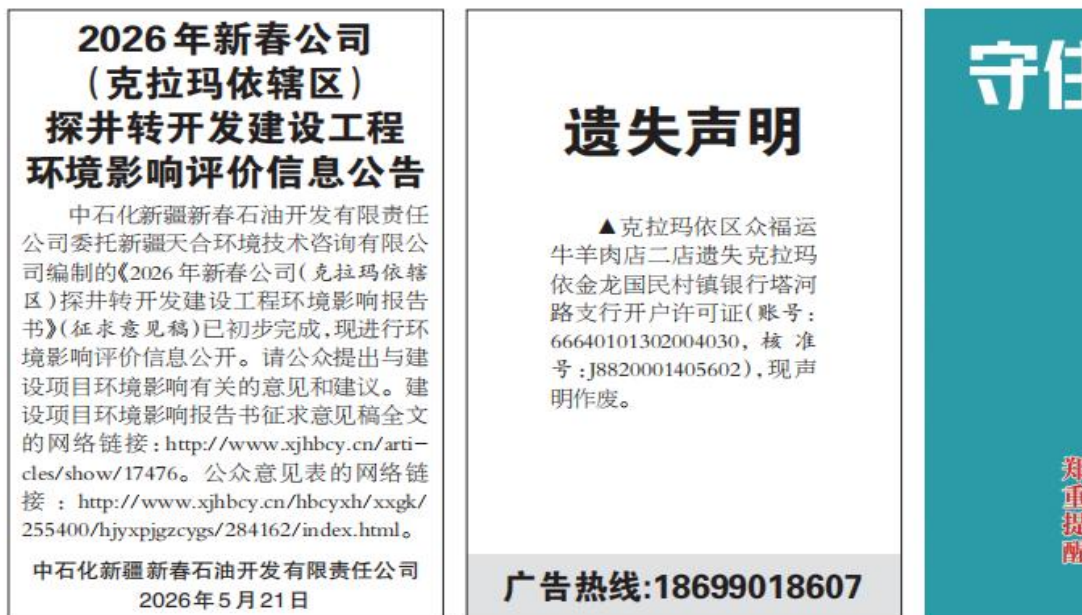 2026年新春公司
（克拉玛依辖区）
探井转开发建设工程
环境影响评价信息公告
中石化新疆新春石油开发有限责任
公司委托新疆天合环境技术咨询有限公
司编制的《2026年新春公司(克拉玛依辖
区)探井转开发建设工程环境影响报告
书》(征求意见稿)已初步完成,现进行环
境影响评价信息公开。请公众提出与建
设项目环境影响有关的意见和建议。建
设项目环境影响报告书征求意见稿全文
的网络链接:http://www.xjhbcy.cn/arti-
cles/show/17476。公众意见表的网络链
接：http://www.xjhbcy.cn/hbcyxh/xxgk/
255400/hjyxpjgzcygs/284162/index.html。
中石化新疆新春石油开发有限责任公司
2026年5月21日
遗失声明
▲克拉玛依区众福运
牛羊肉店二店遗失克拉玛
依金龙国民村镇银行塔河
路支行开户许可证(账号:
66640101302004030, 核准
号:J8820001405602),现声
明作废。
广告热线:18699018607
守住
郑
重
提
醒